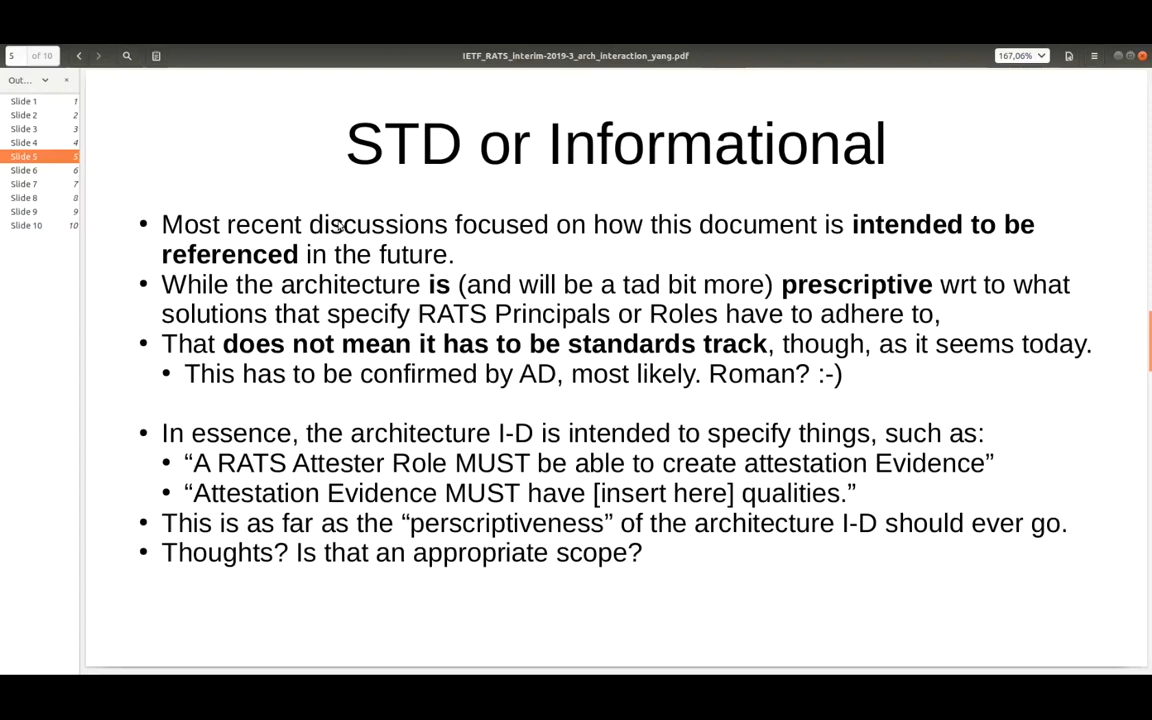 5 of 10
IETF_RATS_interim-2019-3_arch_interaction_yang.pdf
167,06%
Out...
Slide 1 1
Slide 2 2
Slide 3 3
Slide 4 4
Slide 5 5
Slide 6 6
Slide 7 7
Slide 8 8
Slide 9 9
Slide 10 10
STD or Informational
• Most recent discussions focused on how this document is intended to be
referenced in the future.
• While the architecture is (and will be a tad bit more) prescriptive wrt to what
solutions that specify RATS Principals or Roles have to adhere to,
• That does not mean it has to be standards track, though, as it seems today.
• This has to be confirmed by AD, most likely. Roman? :-)
• In essence, the architecture I-D is intended to specify things, such as:
• “A RATS Attester Role MUST be able to create attestation Evidence”
• “Attestation Evidence MUST have [insert here] qualities.”
• This is as far as the “perscriptiveness” of the architecture I-D should ever go.
• Thoughts? Is that an appropriate scope?